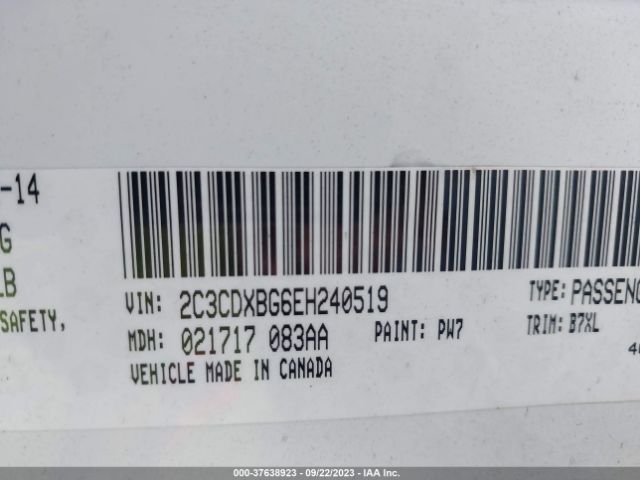 -14
G
LB
SAFETY,
VIN: 2C3CDXBG6EH240519
TYPE: PASSENG
MDH: 021717 083AA
PAINT: PW7
TRIM: B7XL
VEHICLE MADE IN CANADA
40
000-37638923 - 09/22/2023 - IAA Inc.